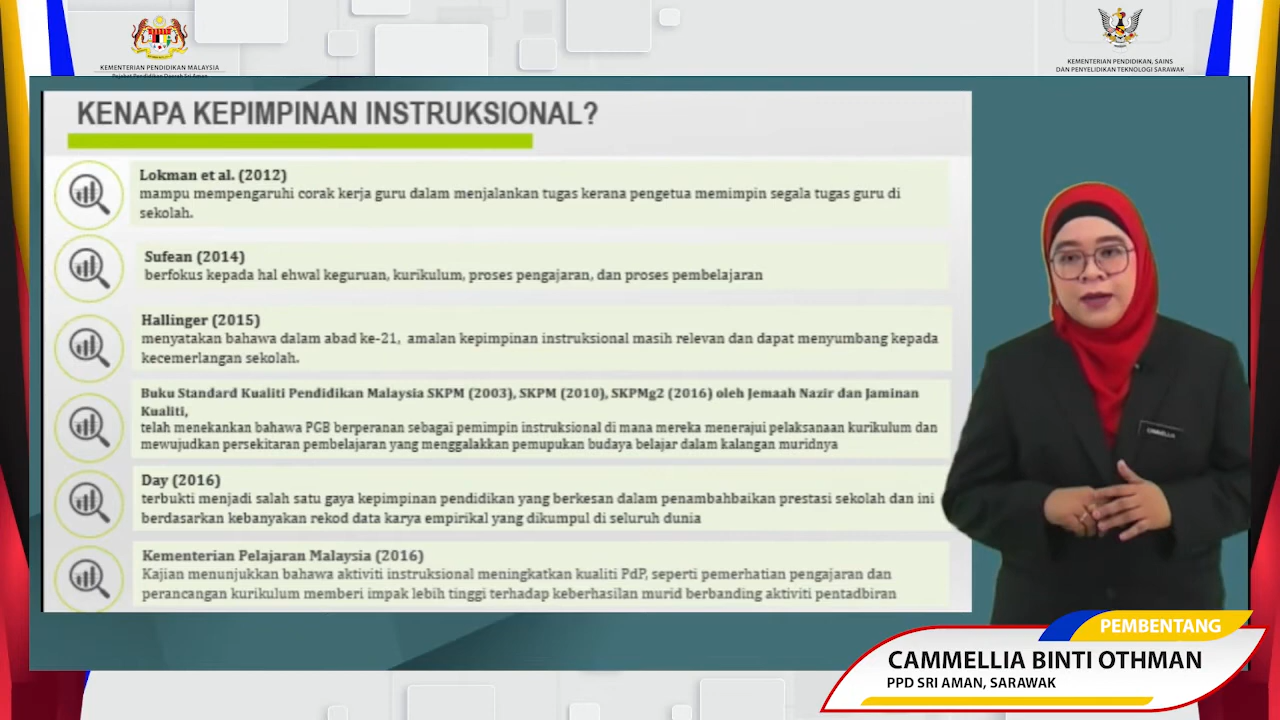 KEMENTERIAN PENDIDIKAN MALAYSIA
Pejabat Pendidikan Daerah Sri Aman
KEMENTERIAN PENDIDIKAN, SAINS
DAN PENYELIDIKAN TEKNOLOGI SARAWAK
KENAPA KEPIMPINAN INSTRUKSIONAL?
Lokman et al. (2012)
mampu mempengaruhi corak kerja guru dalam menjalankan tugas kerana pengetua memimpin segala tugas guru di
sekolah.
Sufean (2014)
berfokus kepada hal ehwal keguruan, kurikulum, proses pengajaran, dan proses pembelajaran
Hallinger (2015)
menyatakan bahawa dalam abad ke-21, amalan kepimpinan instruksional masih relevan dan dapat menyumbang kepada
kecemerlangan sekolah.
Buku Standard Kualiti Pendidikan Malaysia SKPM (2003), SKPM (2010), SKPMg2 (2016) oleh Jemaah Nazir dan Jaminan
Kualiti,
telah menekankan bahawa PGB berperanan sebagai pemimpin instruksional di mana mereka menerajui pelaksanaan kurikulum dan
mewujudkan persekitaran pembelajaran yang menggalakkan pemupukan budaya belajar dalam kalangan muridnya
Day (2016)
terbukti menjadi salah satu gaya kepimpinan pendidikan yang berkesan dalam penambahbaikan prestasi sekolah dan ini
berdasarkan kebanyakan rekod data karya empirikal yang dikumpul di seluruh dunia
Kementerian Pelajaran Malaysia (2016)
Kajian menunjukkan bahawa aktiviti instruksional meningkatkan kualiti PdP, seperti pemerhatian pengajaran dan
perancangan kurikulum memberi impak lebih tinggi terhadap keberhasilan murid berbanding aktiviti pentadbiran
CAMMELLIA
PEMBENTANG
CAMMELLIA BINTI OTHMAN
PPD SRI AMAN, SARAWAK